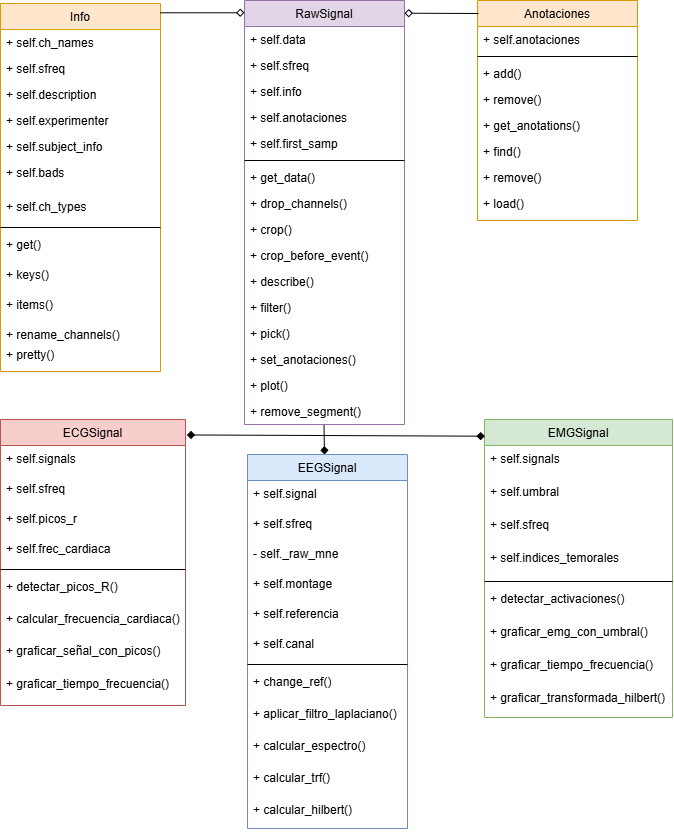 Info
+ self.ch_names
+ self.sfreq
+ self.description
+ self.experimenter
+ self.subject_info
+ self.bads
+ self.ch_types
+ get()
+ keys()
+ items()
+ rename_channels()
+ pretty()
RawSignal
+ self.data
+ self.sfreq
+ self.info
+ self.anotaciones
+ self.first_samp
+ get_data()
+ drop_channels()
+ crop()
+ crop_before_event()
+ describe()
+ filter()
+ pick()
+ set_anotaciones()
+ plot()
+ remove_segment()
Anotaciones
+ self.anotaciones
+ add()
+ remove()
+ get_anotations()
+ find()
+ remove()
+ load()
ECGSignal
+ self.signals
+ self.sfreq
+ self.picos_r
+ self.frec_cardiaca
+ detectar_picos_R()
+ calcular_frecuencia_cardiaca()
+ graficar_señal_con_picos()
+ graficar_tiempo_frecuencia()
EEGSignal
+ self.signal
+ self.sfreq
- self._raw_mne
+ self.montage
+ self.referencia
+ self.canal
+ change_ref()
+ aplicar_filtro_laplaciano()
+ calcular_espectro()
+ calcular_trf()
+ calcular_hilbert()
EMGSignal
+ self.signals
+ self.umbral
+ self.sfreq
+ self.indices_temorales
+ detectar_activaciones()
+ graficar_emg_con_umbral()
+ graficar_tiempo_frecuencia()
+ graficar_transformada_hilbert()